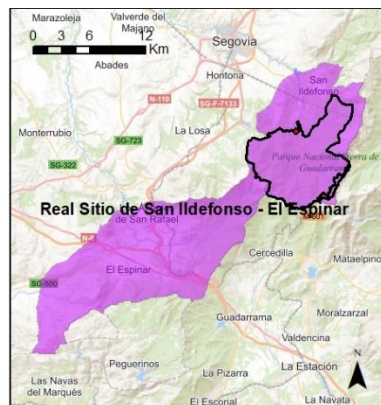 Marazoleja
Valverde del
Majano
0 3 6 12
Km
Segovia
Abades
Hontoria
San
Ildefonso
N-110
SG-F-7133
SG-723
La Losa
Monterrubio
Parque Nacional Sierra de
Guadarrama
SG-322
Real Sitio de San Ildefonso - El Espinar
de San Rafael
M-601
N-6
Cercedilla
Mataelpino
El Espinar
SG-500
Guadarrama
Moralzarzal
Valdencina
N
Peguerinos
La Pizarra
La Estación
Las Navas
del Marqués
El Escorial
La Navata